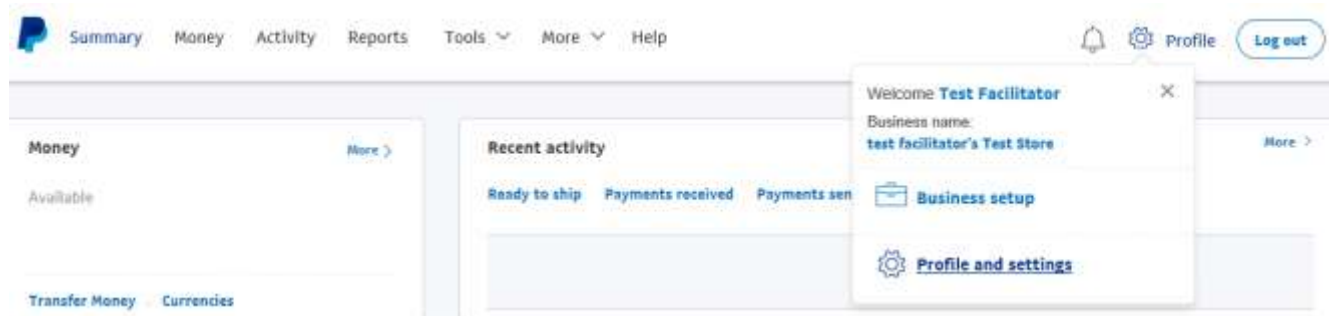 Summary Money Activity Reports Tools More Help Profile Log out
Welcome Test Facilitator
Business name:
test facilitator's Test Store
Business setup
Profile and settings
Money More >
Available
Transfer Money Currencies
Recent activity More >
Ready to ship Payments received Payments sen